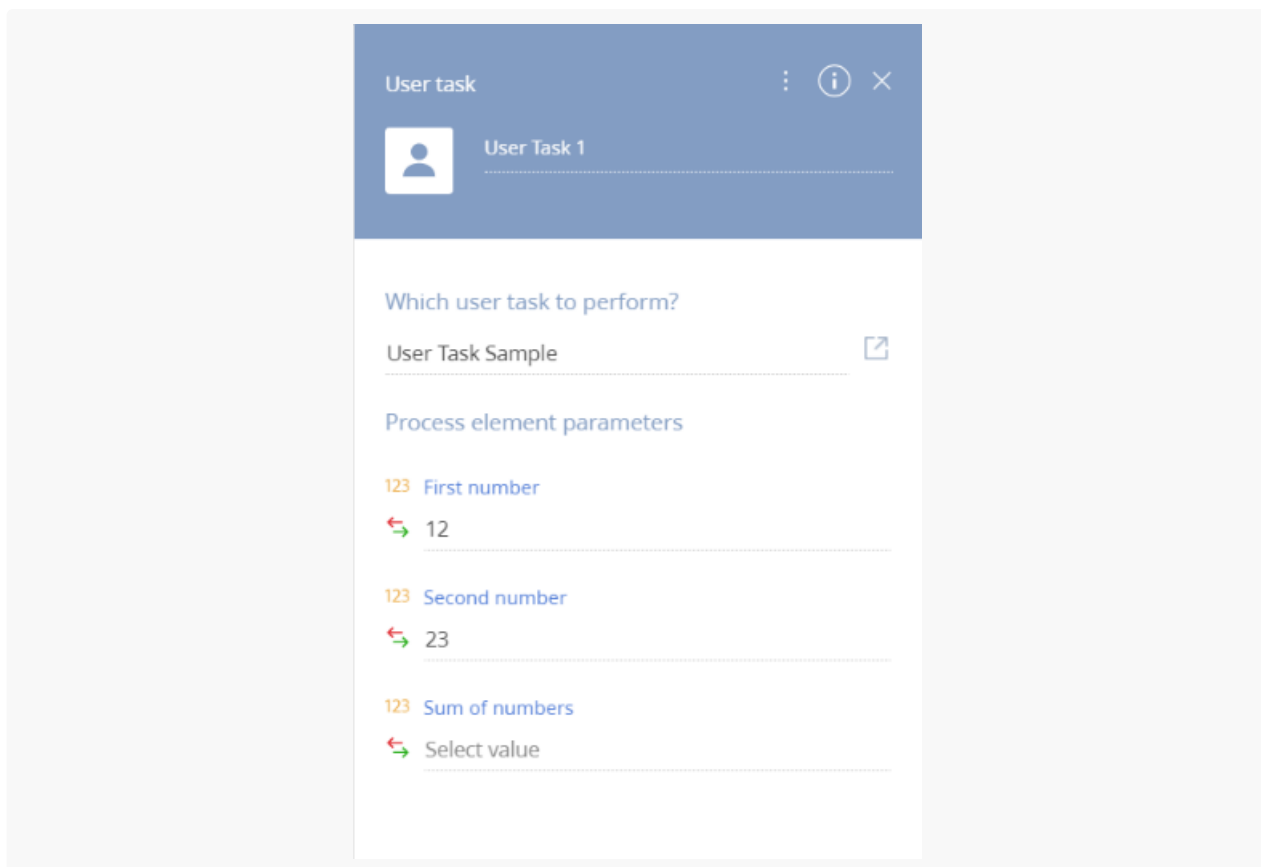 User task
User Task 1
Which user task to perform?
User Task Sample
Process element parameters
123 First number
12
123 Second number
23
123 Sum of numbers
Select value